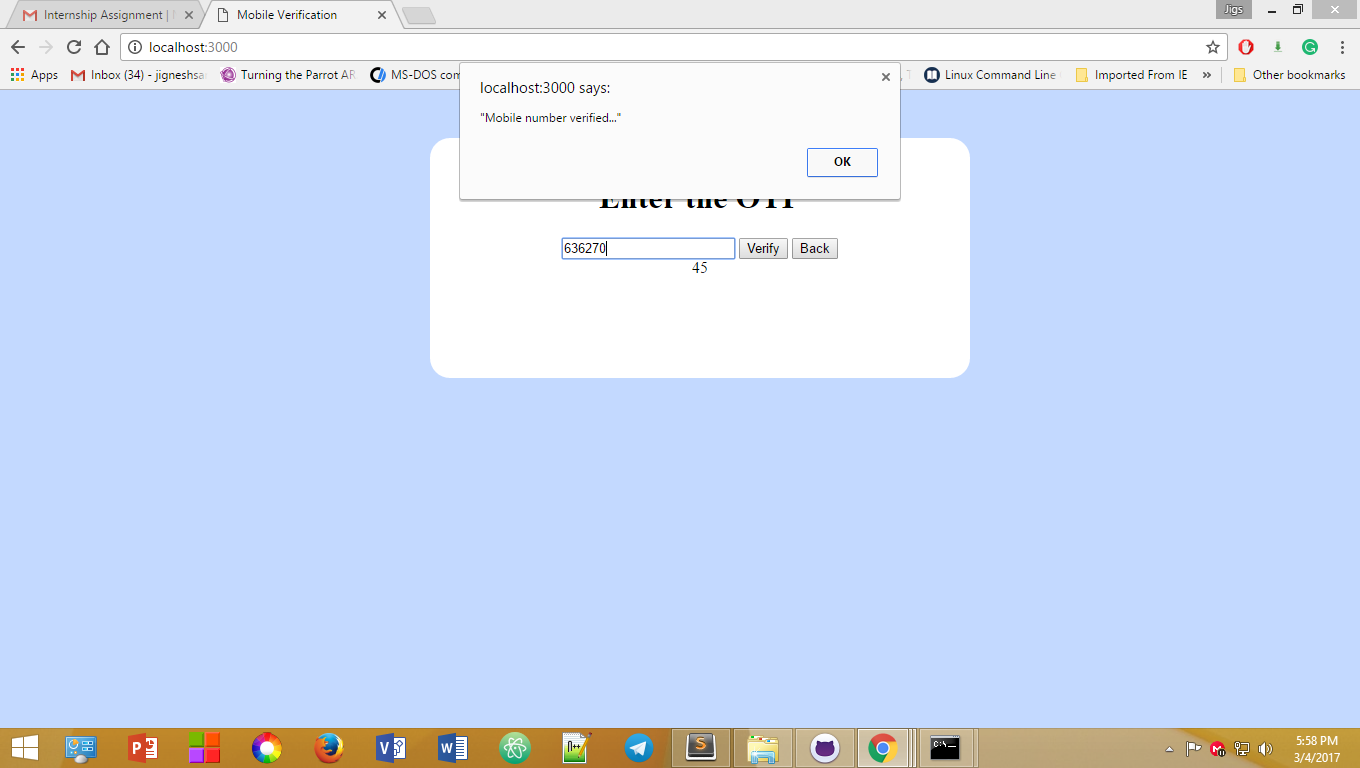 Internship Assignment |
Mobile Verification
Jigs
localhost:3000
Apps
Inbox (34) - jigneshsa
Turning the Parrot AR
MS-DOS com
Linux Command Line
Imported From IE
»
Other bookmarks
localhost:3000 says:
"Mobile number verified..."
OK
Enter the OTP
636270
Verify
Back
45
5:58 PM
3/4/2017